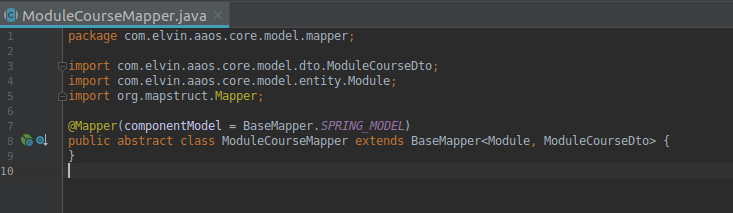 ModuleCourseMapper.java
1 package com.elvin.aaos.core.model.mapper;
2
3 import com.elvin.aaos.core.model.dto.ModuleCourseDto;
4 import com.elvin.aaos.core.model.entity.Module;
5 import org.mapstruct.Mapper;
6
7 @Mapper(componentModel = BaseMapper.SPRING_MODEL)
8 public abstract class ModuleCourseMapper extends BaseMapper<Module, ModuleCourseDto> {
9 }
10